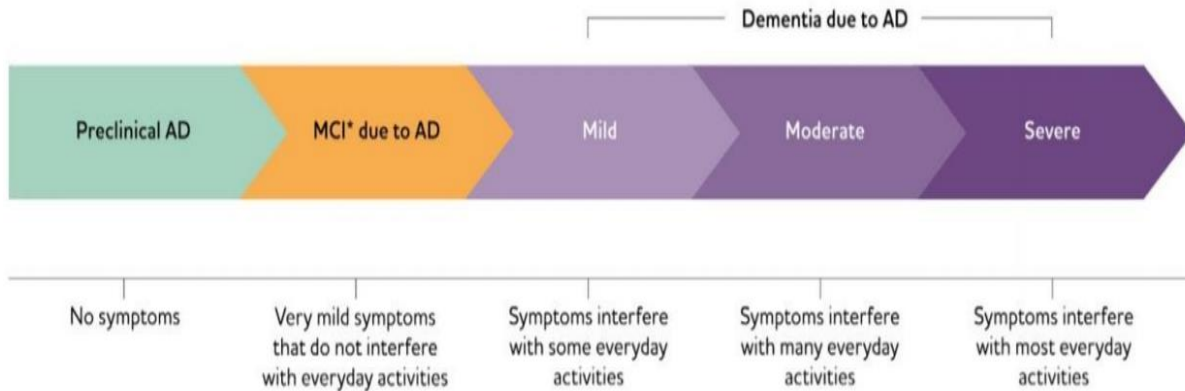 Dementia due to AD
Preclinical AD
MCI* due to AD
Mild
Moderate
Severe
No symptoms
Very mild symptoms
that do not interfere
with everyday activities
Symptoms interfere
with some everyday
activities
Symptoms interfere
with many everyday
activities
Symptoms interfere
with most everyday
activities